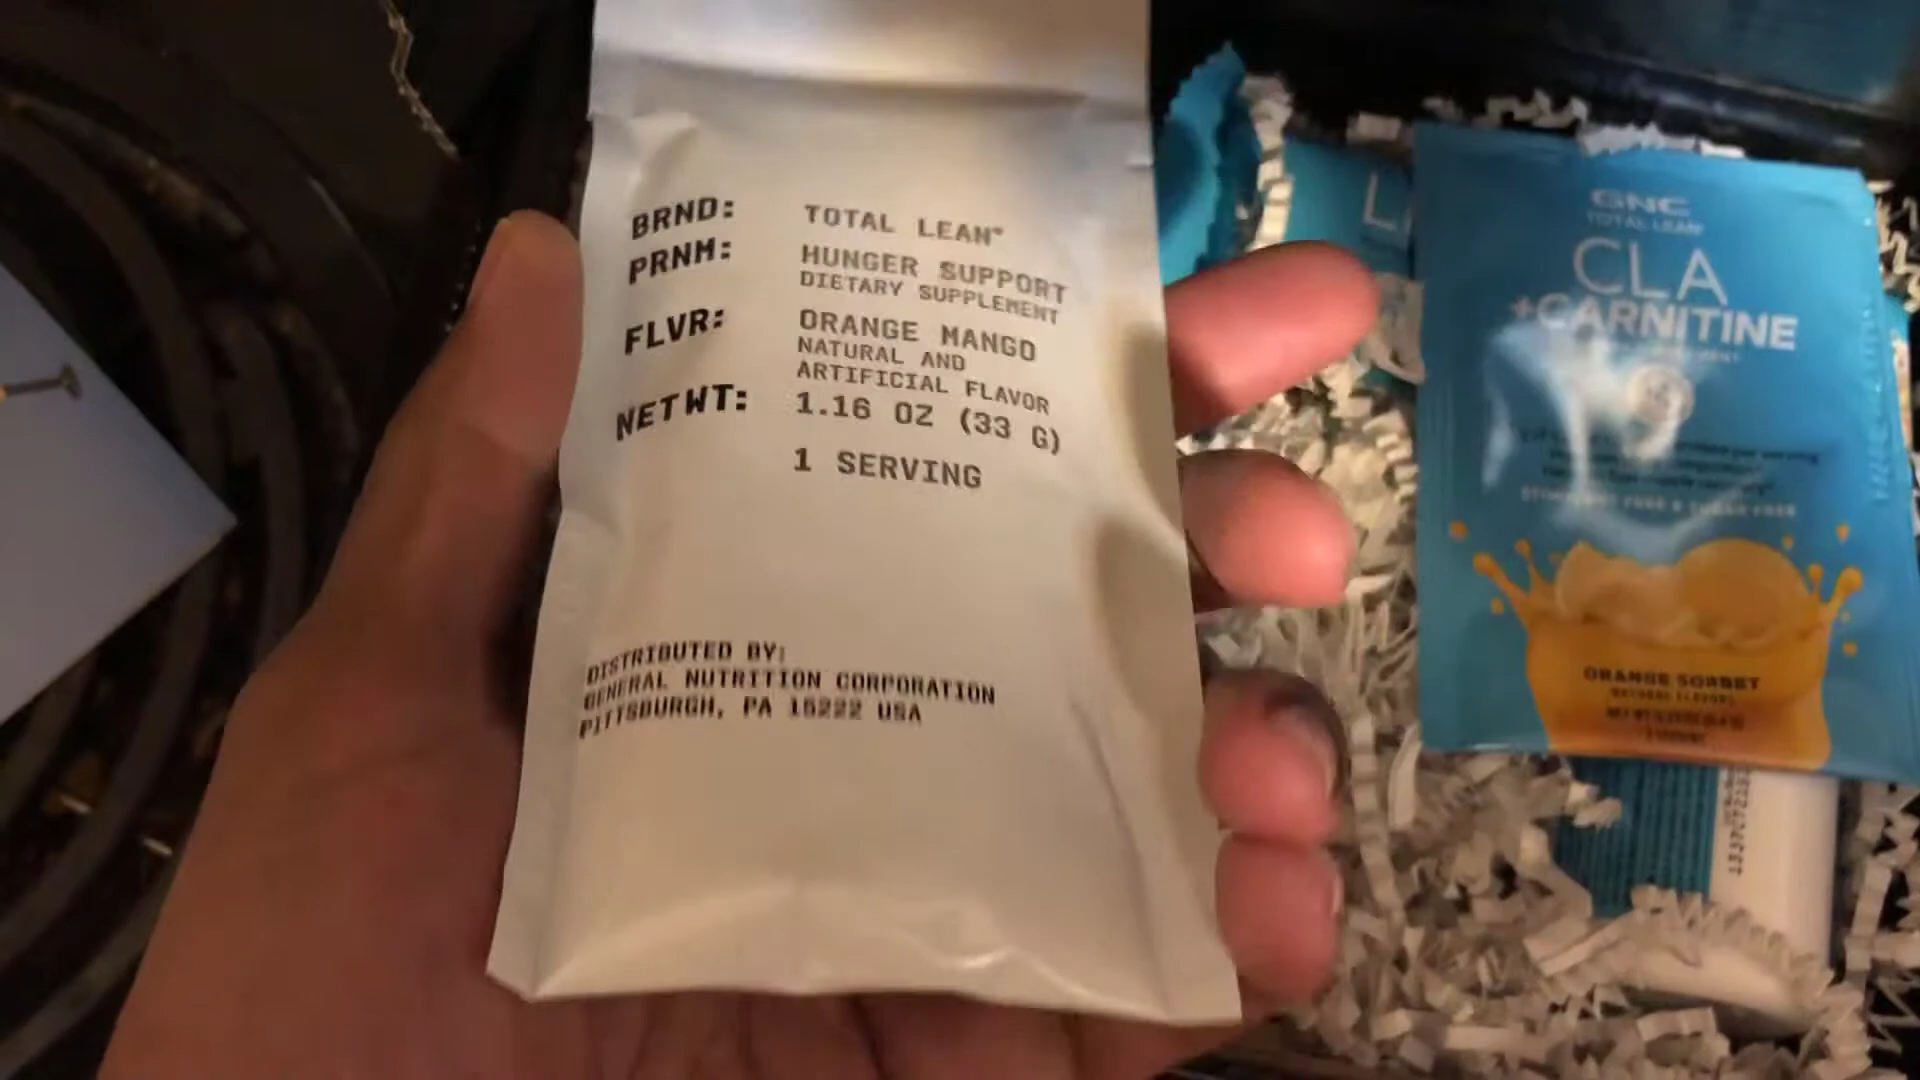 BRND: TOTAL LEAN®
PRNM: HUNGER SUPPORT
DIETARY SUPPLEMENT
FLVR: ORANGE MANGO
NATURAL AND
ARTIFICIAL FLAVOR
NETWT: 1.16 OZ (33 G)
1 SERVING
DISTRIBUTED BY:
GENERAL NUTRITION CORPORATION
PITTSBURGH, PA 15222 USA
GNC
TOTAL LEAN
CLA
+CARNITINE
ORANGE SORBET